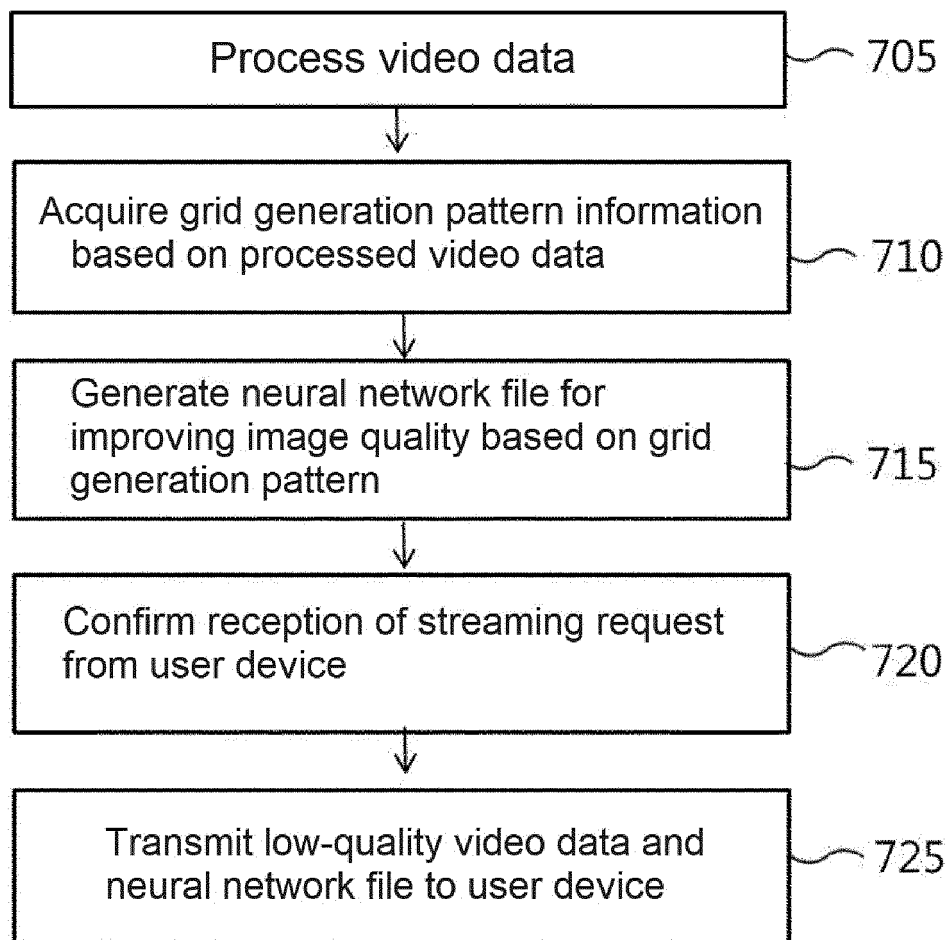 Process video data
705
Acquire grid generation pattern information
based on processed video data
710
Generate neural network file for
improving image quality based on grid
generation pattern
715
Confirm reception of streaming request
from user device
720
Transmit low-quality video data and
neural network file to user device
725